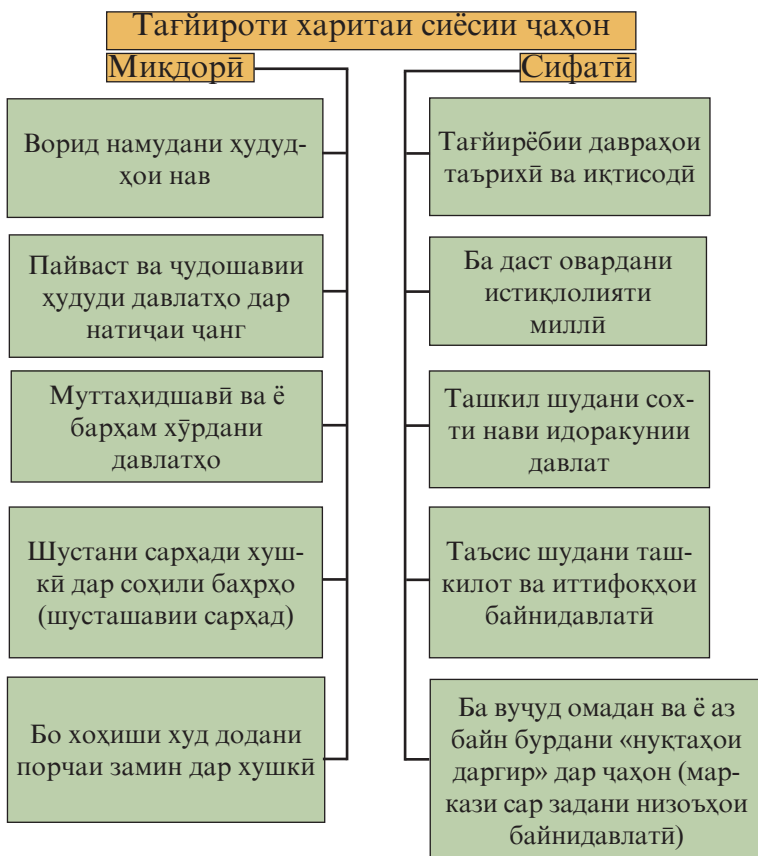 Тағйироти харитаи сиёсии ҷаҳон
Миқдорӣ
Ворид намудани ҳудуд-
ҳои нав
Пайваст ва ҷудошавии
ҳудуди давлатҳо дар
натиҷаи ҷанг
Муттаҳидшавӣ ва ё
барҳам хӯрдани
давлатҳо
Шустани сарҳади хуш-
кӣ дар соҳили баҳрҳо
(шусташавии сарҳад)
Бо хоҳиши худ додани
порчаи замин дар хушкӣ
Сифатӣ
Тағйирёбии давраҳои
таърихӣ ва иқтисодӣ
Ба даст овардани
истиқлолияти
миллӣ
Ташкил шудани сох-
ти нави идоракунии
давлат
Таъсис шудани таш-
килот ва иттифоқҳои
байнидавлатӣ
Ба вуҷуд омадан ва ё аз
байн бурдани «нуқтаҳои
даргир» дар ҷаҳон (мар-
кази сар задани низоъҳои
байнидавлатӣ)